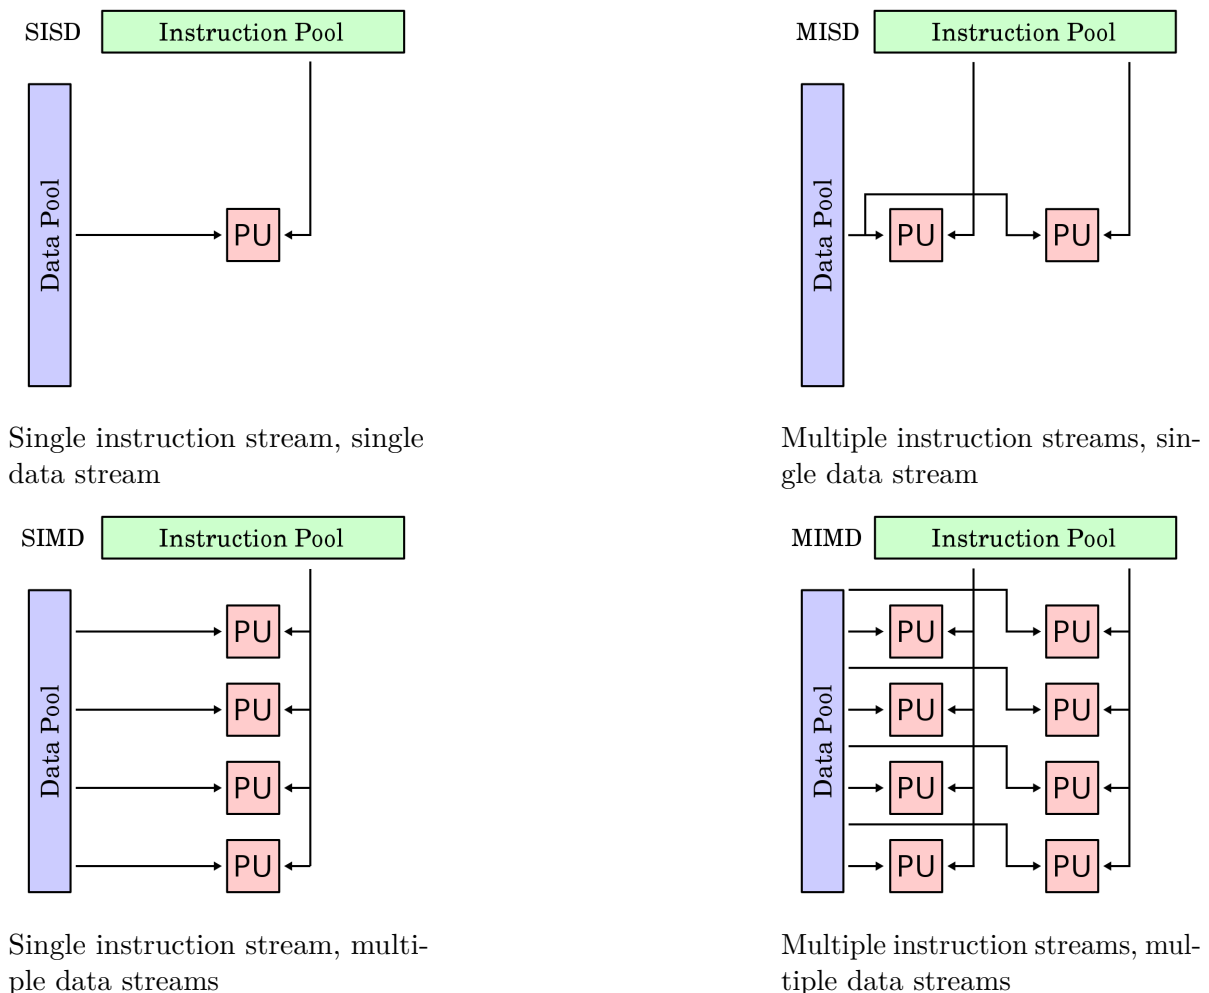 SISD
Instruction Pool
Data Pool
PU
Single instruction stream, single
data stream
MISD
Instruction Pool
Data Pool
PU
PU
Multiple instruction streams, sin-
gle data stream
SIMD
Instruction Pool
Data Pool
PU
PU
PU
PU
Single instruction stream, multi-
ple data streams
MIMD
Instruction Pool
Data Pool
PU
PU
PU
PU
PU
PU
PU
PU
Multiple instruction streams, mul-
tiple data streams